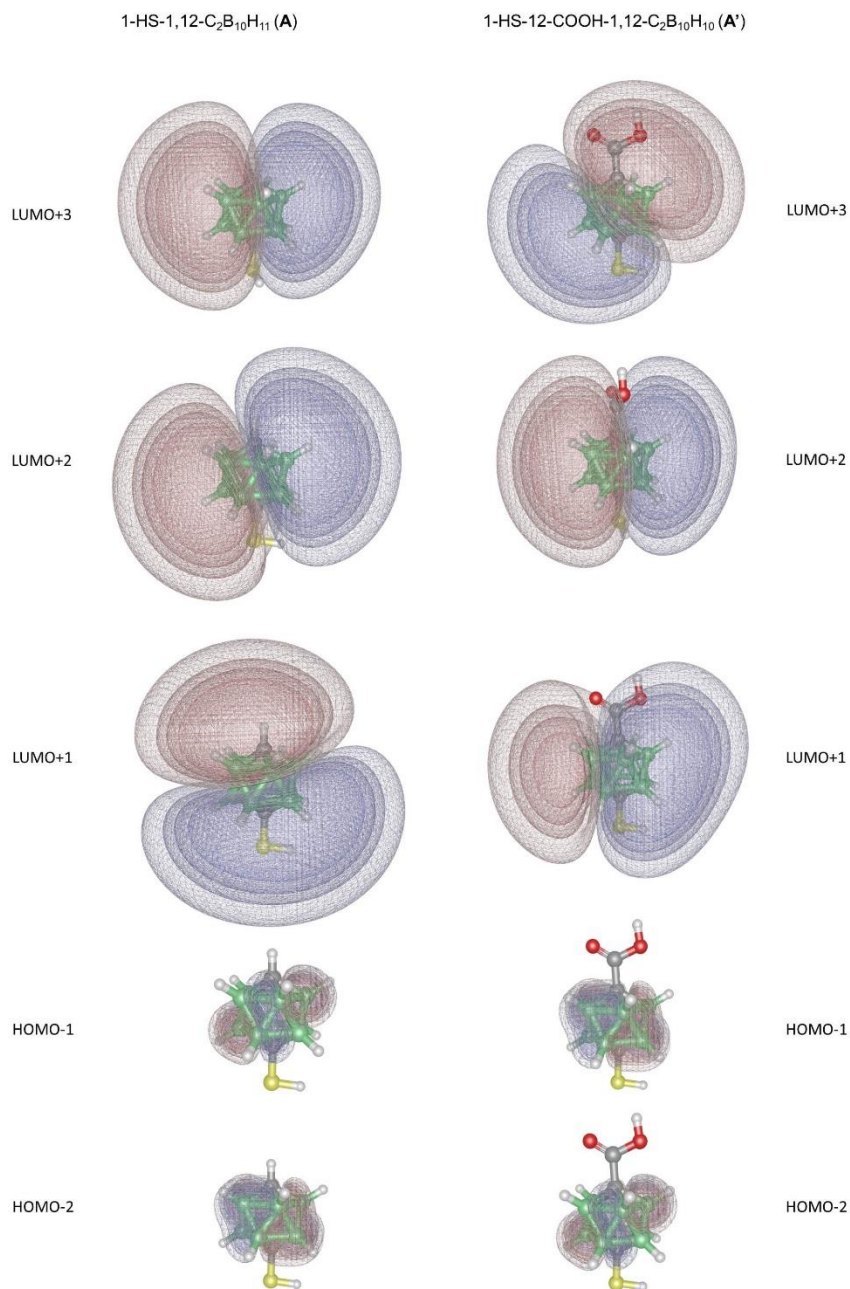 1-HS-1,12-C₂B₁₀H₁₁ (A) 1-HS-12-COOH-1,12-C₂B₁₀H₁₀ (A’)
LUMO+3 LUMO+3
LUMO+2 LUMO+2
LUMO+1 LUMO+1
HOMO-1 HOMO-1
HOMO-2 HOMO-2